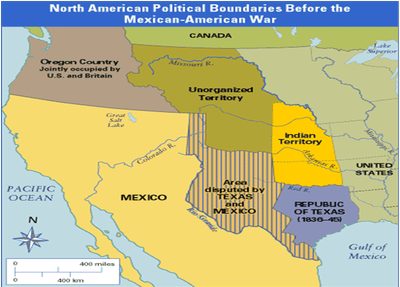 North American Political Boundaries Before the
Mexican-American War
CANADA
Lake
Superior
Oregon Country
Jointly occupied by
U.S. and Britain
Missouri R.
Unorganized
Territory
Great
Salt
Lake
Mississippi R.
Indian
Territory
Colorado R.
Arkansas R.
UNITED
STATES
PACIFIC
OCEAN
MEXICO
Area
disputed by
TEXAS
and
MEXICO
Red R.
REPUBLIC
OF TEXAS
(1836-45)
Rio Grande
N
Gulf of
Mexico
0 400 miles
0 400 km